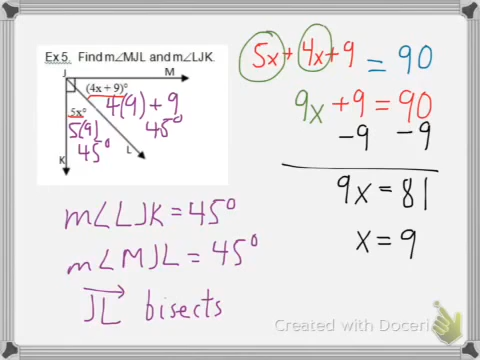 Ex 5. Find m∠MJL and m∠LJK.
J
M
(4x + 9)°
4(9) + 9
45°
5x°
5(9)
45°
K
L
m∠LJK = 45°
m∠MJL = 45°
JL bisects
5x + 4x + 9 = 90
9x + 9 = 90
-9 -9
9x = 81
x = 9
Created with Doceri